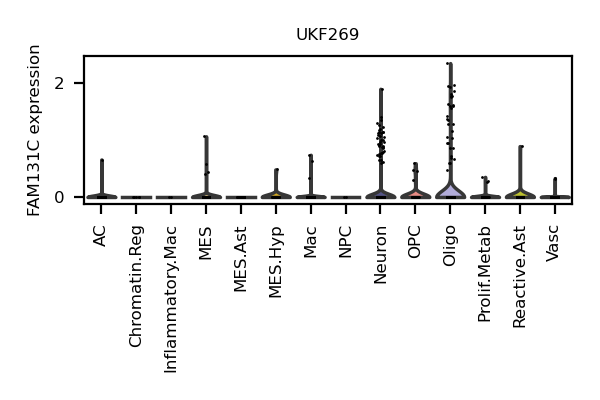 UKF269
FAM131C expression
2
0
AC
Chromatin.Reg
Inflammatory.Mac
MES
MES.Ast
MES.Hyp
Mac
NPC
Neuron
OPC
Oligo
Prolif.Metab
Reactive.Ast
Vasc